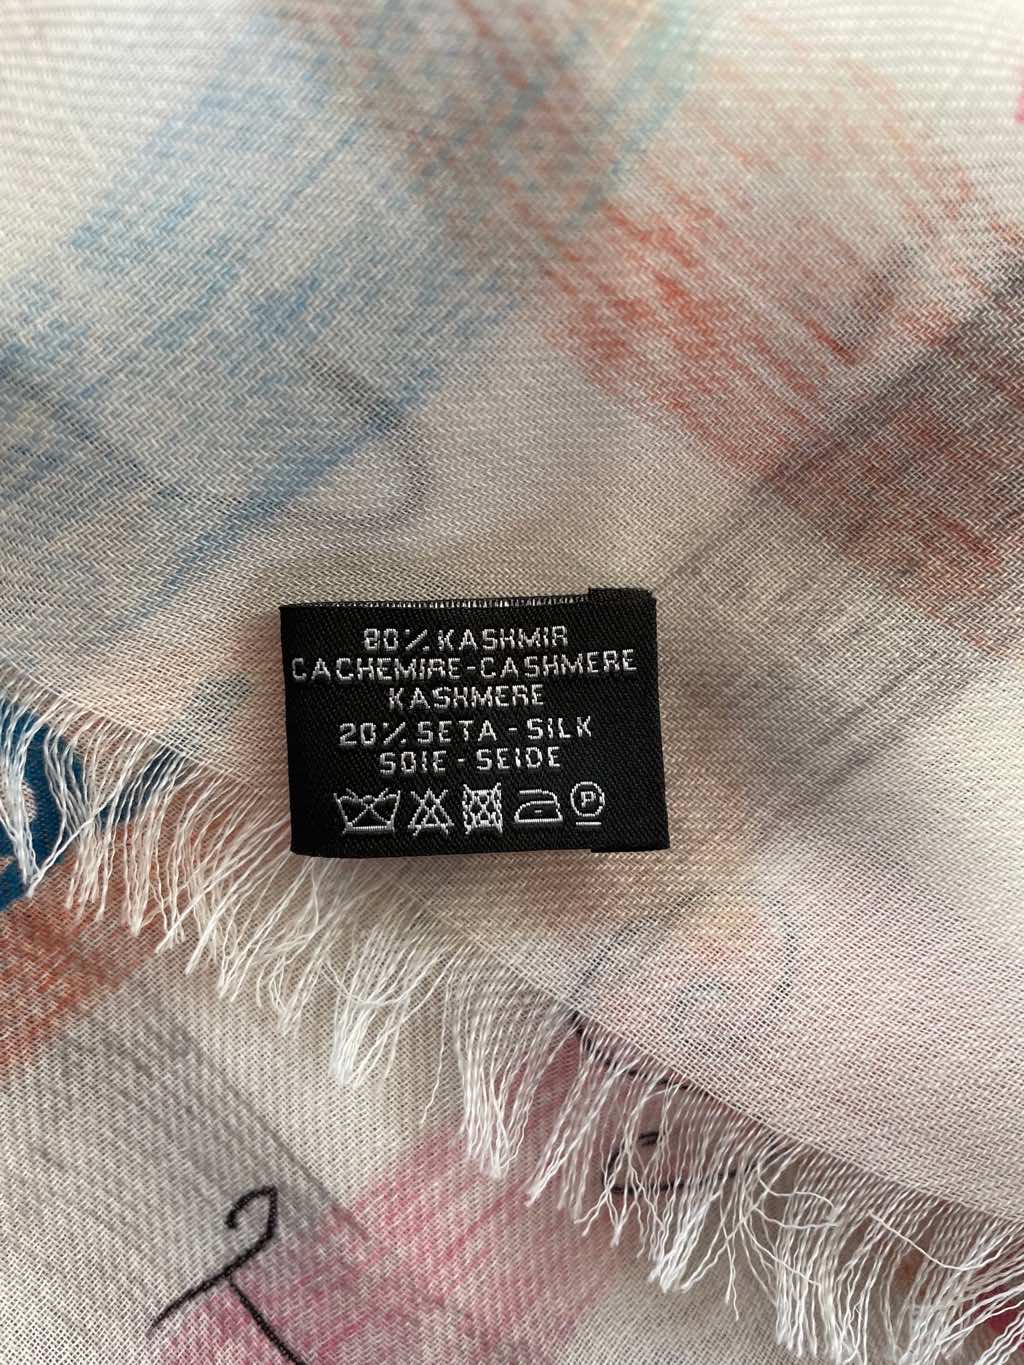 80% KASHMIR
CACHEMIRE-CASHMERE
KASHMERE
20% SETA - SILK
SOIE - SEIDE
P